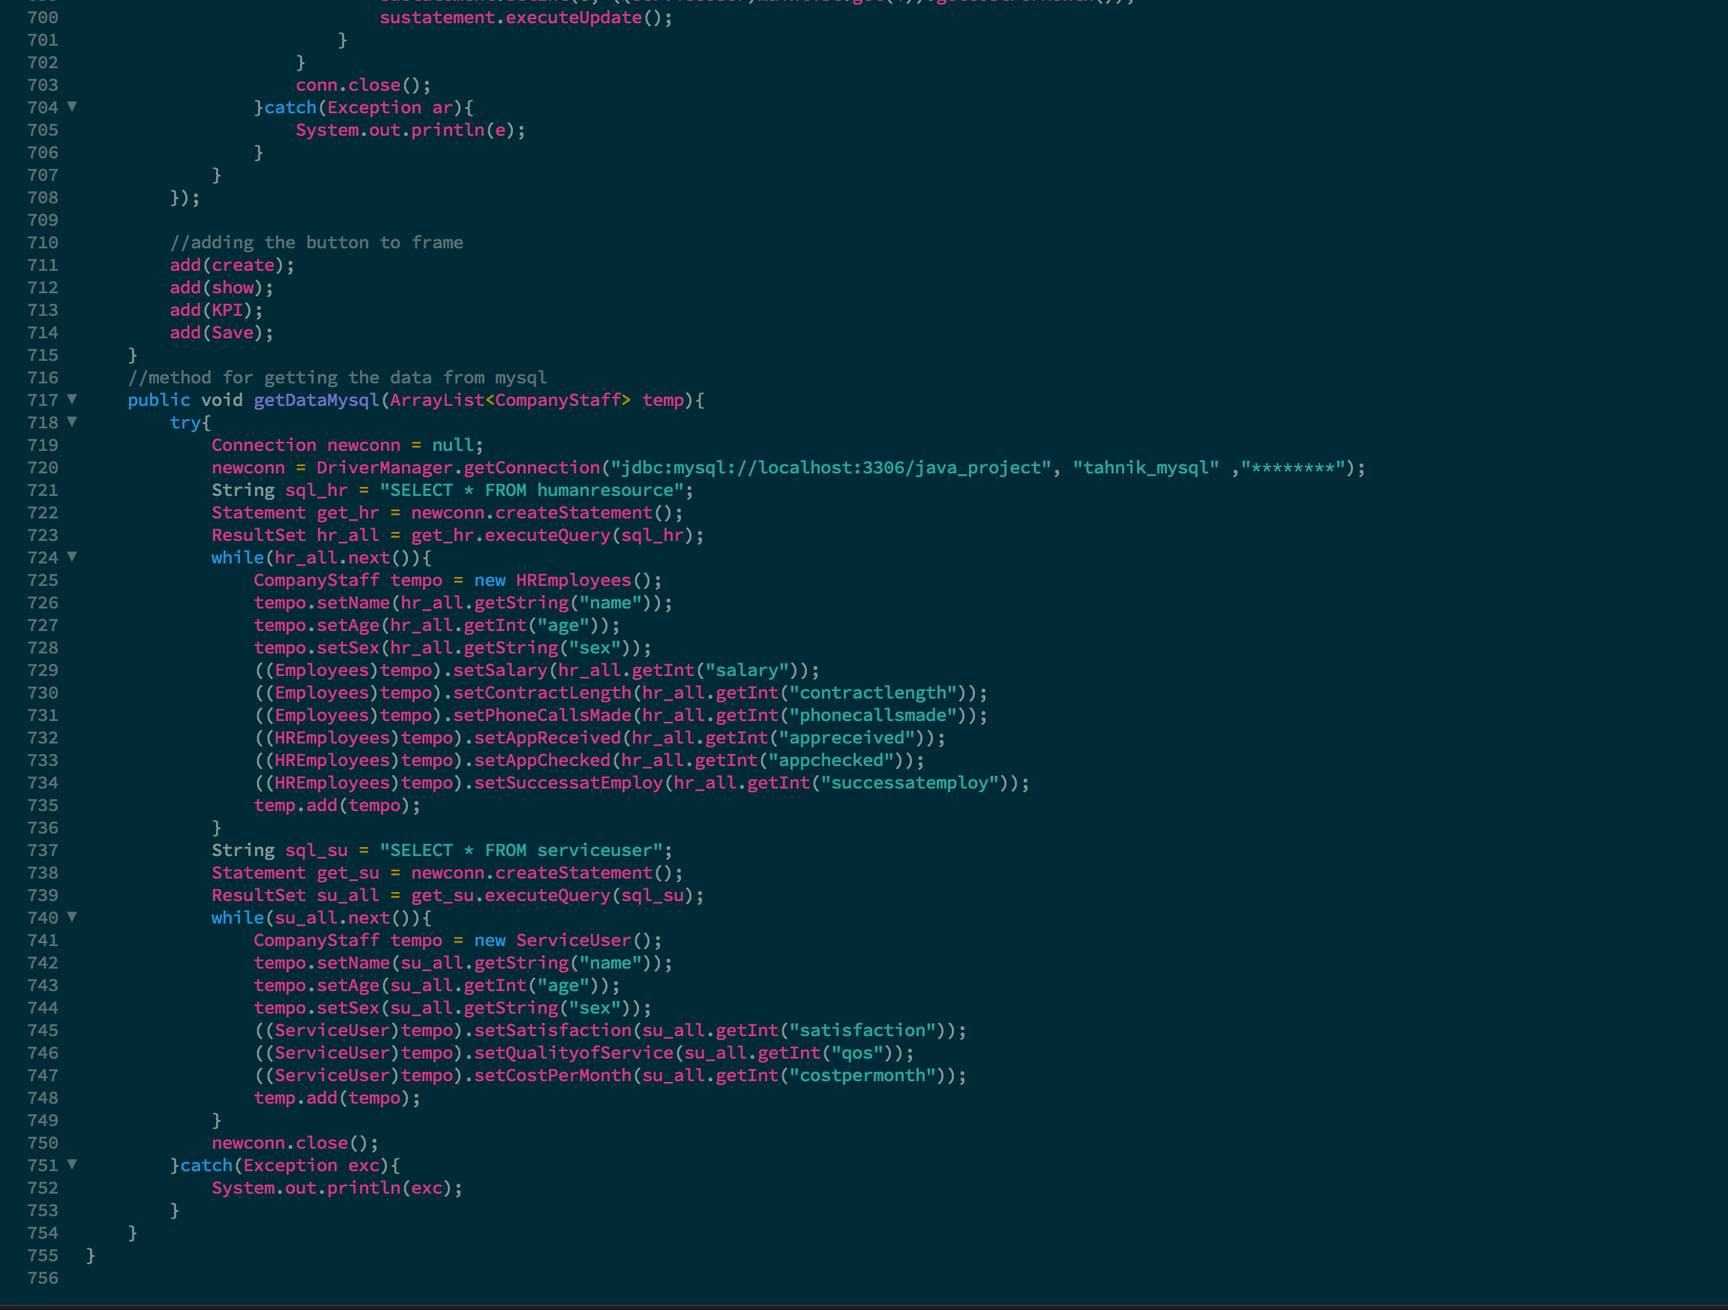 700 sustatement.executeUpdate();
701 }
702 }
703 conn.close();
704 }catch(Exception ar){
705 System.out.println(e);
706 }
707 }
708 });
709
710 //adding the button to frame
711 add(create);
712 add(show);
713 add(KPI);
714 add(Save);
715 }
716 //method for getting the data from mysql
717 public void getDataMysql(ArrayList<CompanyStaff> temp){
718 try{
719 Connection newconn = null;
720 newconn = DriverManager.getConnection("jdbc:mysql://localhost:3306/java_project", "tahnik_mysql" ,"********");
721 String sql_hr = "SELECT * FROM humanresource";
722 Statement get_hr = newconn.createStatement();
723 ResultSet hr_all = get_hr.executeQuery(sql_hr);
724 while(hr_all.next()){
725 CompanyStaff tempo = new HREmployees();
726 tempo.setName(hr_all.getString("name"));
727 tempo.setAge(hr_all.getInt("age"));
728 tempo.setSex(hr_all.getString("sex"));
729 ((Employees)tempo).setSalary(hr_all.getInt("salary"));
730 ((Employees)tempo).setContractLength(hr_all.getInt("contractlength"));
731 ((Employees)tempo).setPhoneCallsMade(hr_all.getInt("phonecallsmade"));
732 ((HREmployees)tempo).setAppReceived(hr_all.getInt("appreceived"));
733 ((HREmployees)tempo).setAppChecked(hr_all.getInt("appchecked"));
734 ((HREmployees)tempo).setSuccessatEmploy(hr_all.getInt("successatemploy"));
735 temp.add(tempo);
736 }
737 String sql_su = "SELECT * FROM serviceuser";
738 Statement get_su = newconn.createStatement();
739 ResultSet su_all = get_su.executeQuery(sql_su);
740 while(su_all.next()){
741 CompanyStaff tempo = new ServiceUser();
742 tempo.setName(su_all.getString("name"));
743 tempo.setAge(su_all.getInt("age"));
744 tempo.setSex(su_all.getString("sex"));
745 ((ServiceUser)tempo).setSatisfaction(su_all.getInt("satisfaction"));
746 ((ServiceUser)tempo).setQualityofService(su_all.getInt("qos"));
747 ((ServiceUser)tempo).setCostPerMonth(su_all.getInt("costpermonth"));
748 temp.add(tempo);
749 }
750 newconn.close();
751 }catch(Exception exc){
752 System.out.println(exc);
753 }
754 }
755 }
756